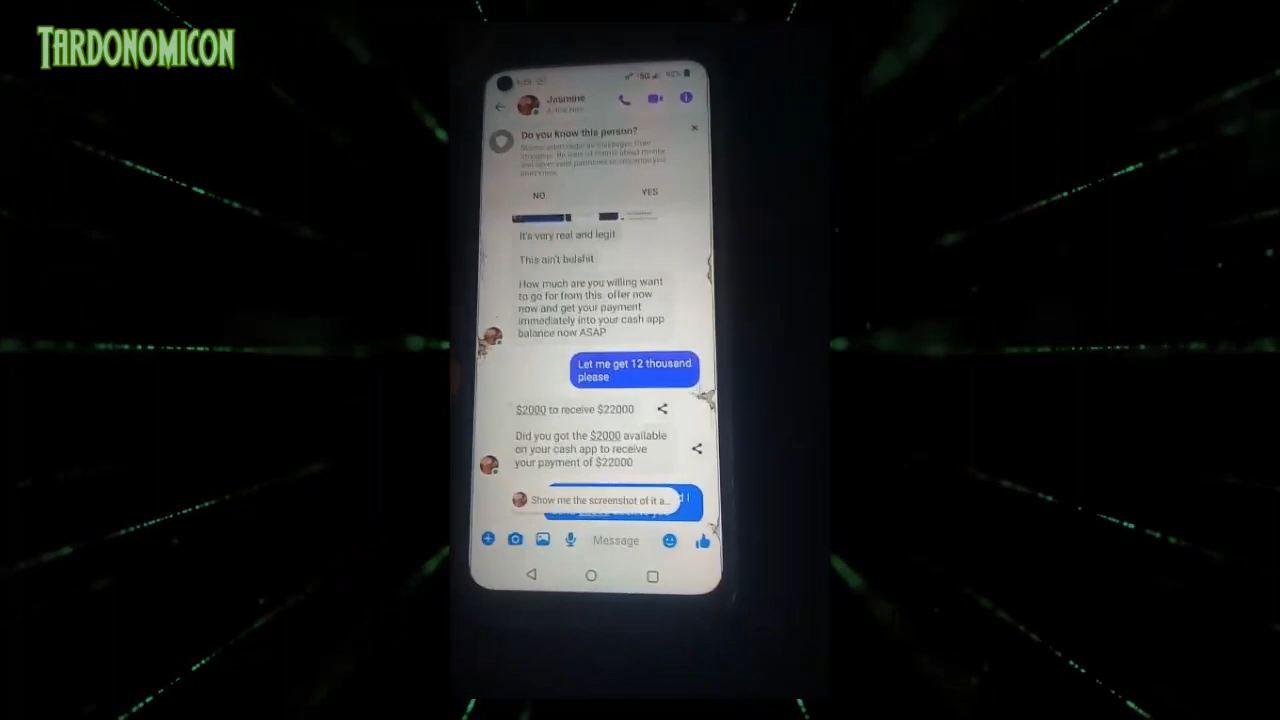 TARDONOMICON
Jasmine
Do you know this person?
NO
YES
It's very real and legit
This ain't bulshit
How much are you willing want
to go for from this offer now
now and get your payment
immediately into your cash app
balance now ASAP
Let me get 12 thousand
please
$2000 to receive $22000
Did you got the $2000 available
on your cash app to receive
your payment of $22000
Show me the screenshot of it a...
Message